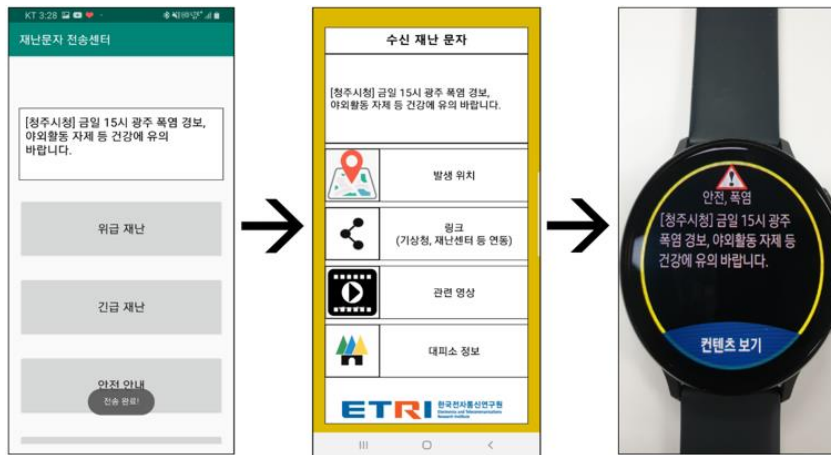 KT 3:28
재난문자 전송센터
[청주시청] 금일 15시 광주 폭염 경보,
야외활동 자제 등 건강에 유의
바랍니다.
위급 재난
긴급 재난
안전 안내
전송 완료!
수신 재난 문자
[청주시청] 금일 15시 광주 폭염 경보,
야외활동 자제 등 건강에 유의 바랍니다.
발생 위치
링크
(기상청, 재난센터 등 연동)
관련 영상
대피소 정보
ETRI 한국전자통신연구원
Electronics and Telecommunications
Research Institute
안전, 폭염
[청주시청] 금일 15시 광주
폭염 경보, 야외활동 자제 등
건강에 유의 바랍니다.
컨텐츠 보기